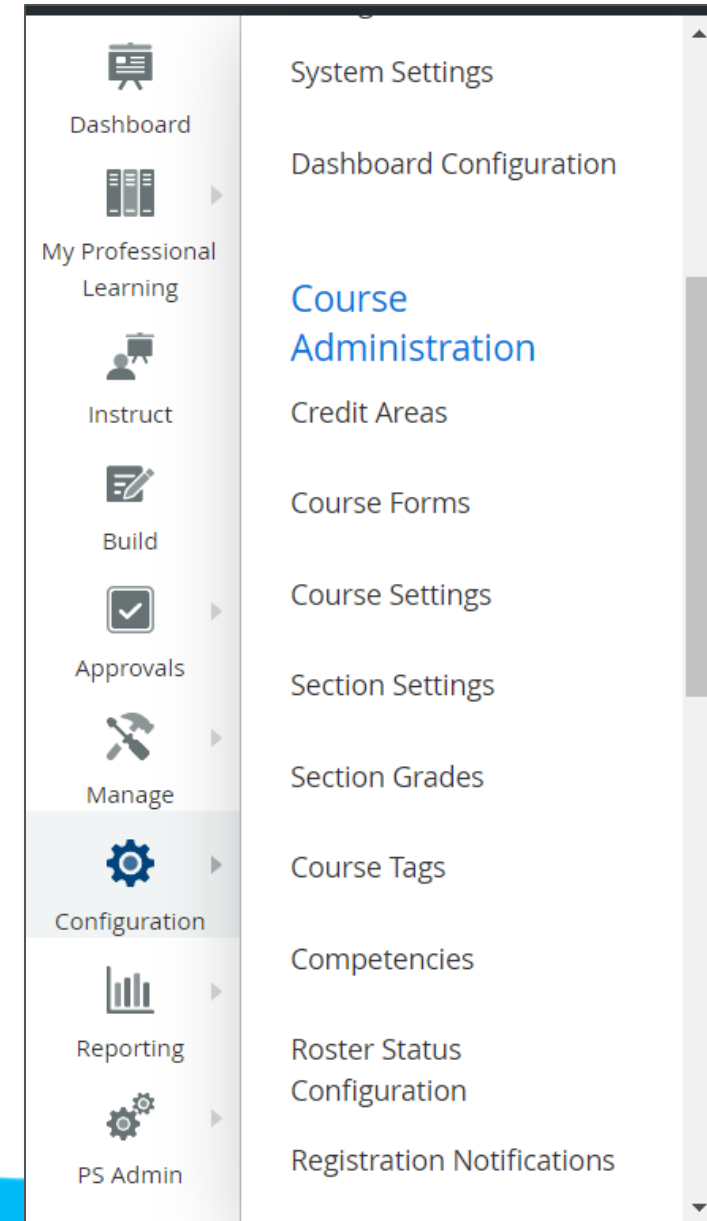 Dashboard
My Professional
Learning
Instruct
Build
Approvals
Manage
Configuration
Reporting
PS Admin
System Settings
Dashboard Configuration
Course
Administration
Credit Areas
Course Forms
Course Settings
Section Settings
Section Grades
Course Tags
Competencies
Roster Status
Configuration
Registration Notifications